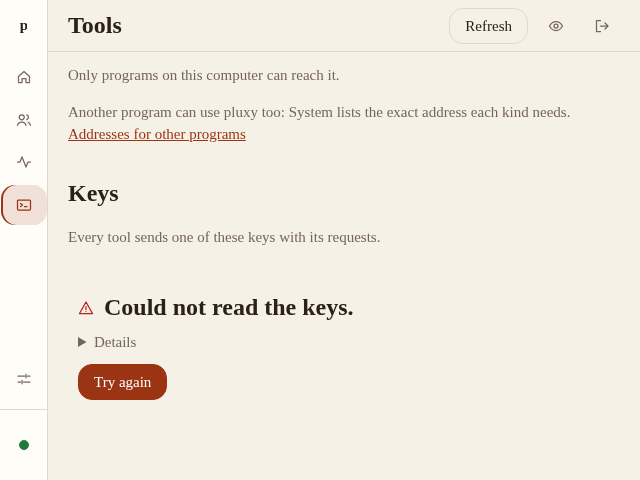 p
Tools
Refresh
Only programs on this computer can reach it.
Another program can use pluxy too: System lists the exact address each kind needs.
Addresses for other programs
Keys
Every tool sends one of these keys with its requests.
Could not read the keys.
Details
Try again